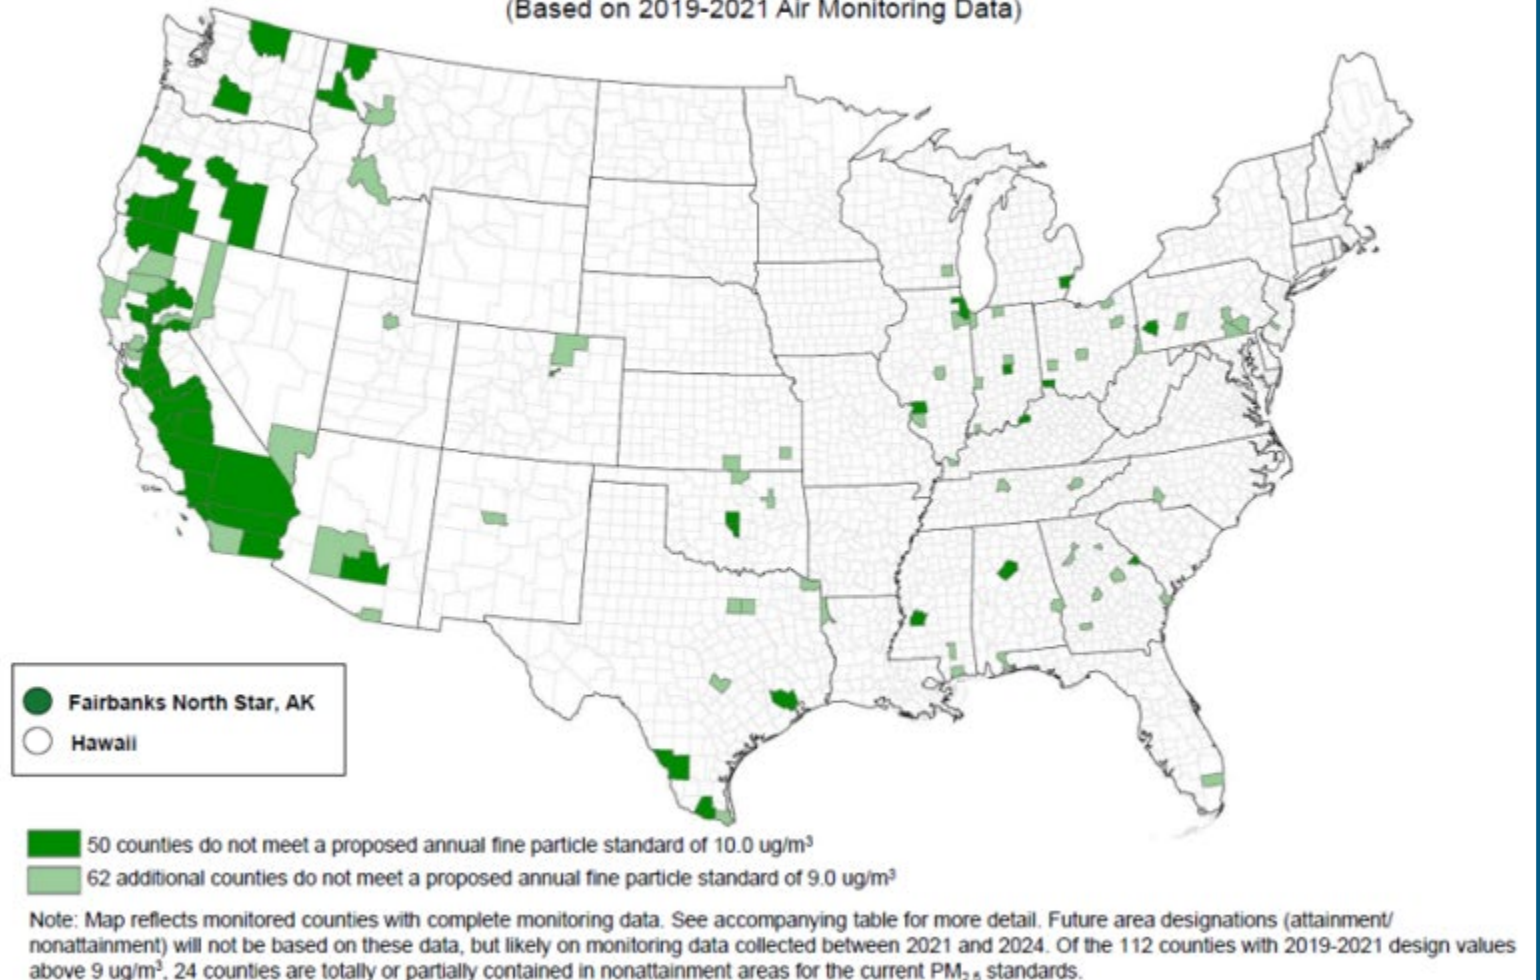 (Based on 2019-2021 Air Monitoring Data)
Fairbanks North Star, AK
Hawaii
50 counties do not meet a proposed annual fine particle standard of 10.0 ug/m³
62 additional counties do not meet a proposed annual fine particle standard of 9.0 ug/m³
Note: Map reflects monitored counties with complete monitoring data. See accompanying table for more detail. Future area designations (attainment/
nonattainment) will not be based on these data, but likely on monitoring data collected between 2021 and 2024. Of the 112 counties with 2019-2021 design values
above 9 ug/m³, 24 counties are totally or partially contained in nonattainment areas for the current PM₂.₅ standards.